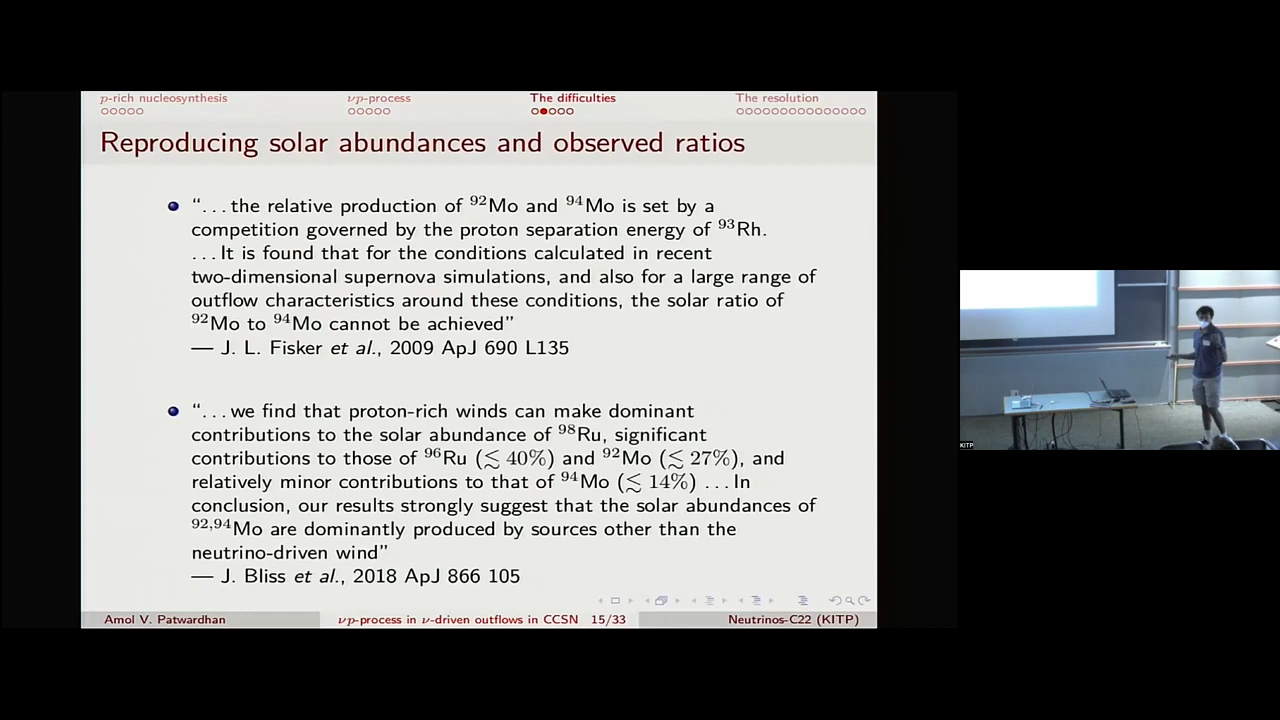 p-rich nucleosynthesis νp-process The difficulties The resolution
Reproducing solar abundances and observed ratios
“. . . the relative production of ⁹²Mo and ⁹⁴Mo is set by a
competition governed by the proton separation energy of ⁹³Rh.
. . . It is found that for the conditions calculated in recent
two-dimensional supernova simulations, and also for a large range of
outflow characteristics around these conditions, the solar ratio of
⁹²Mo to ⁹⁴Mo cannot be achieved”
— J. L. Fisker et al., 2009 ApJ 690 L135
“. . . we find that proton-rich winds can make dominant
contributions to the solar abundance of ⁹⁸Ru, significant
contributions to those of ⁹⁶Ru (≲ 40%) and ⁹²Mo (≲ 27%), and
relatively minor contributions to that of ⁹⁴Mo (≲ 14%) . . . In
conclusion, our results strongly suggest that the solar abundances of
⁹²,⁹⁴Mo are dominantly produced by sources other than the
neutrino-driven wind”
— J. Bliss et al., 2018 ApJ 866 105
Amol V. Patwardhan νp-process in ν-driven outflows in CCSN 15/33 Neutrinos-C22 (KITP)
KITP